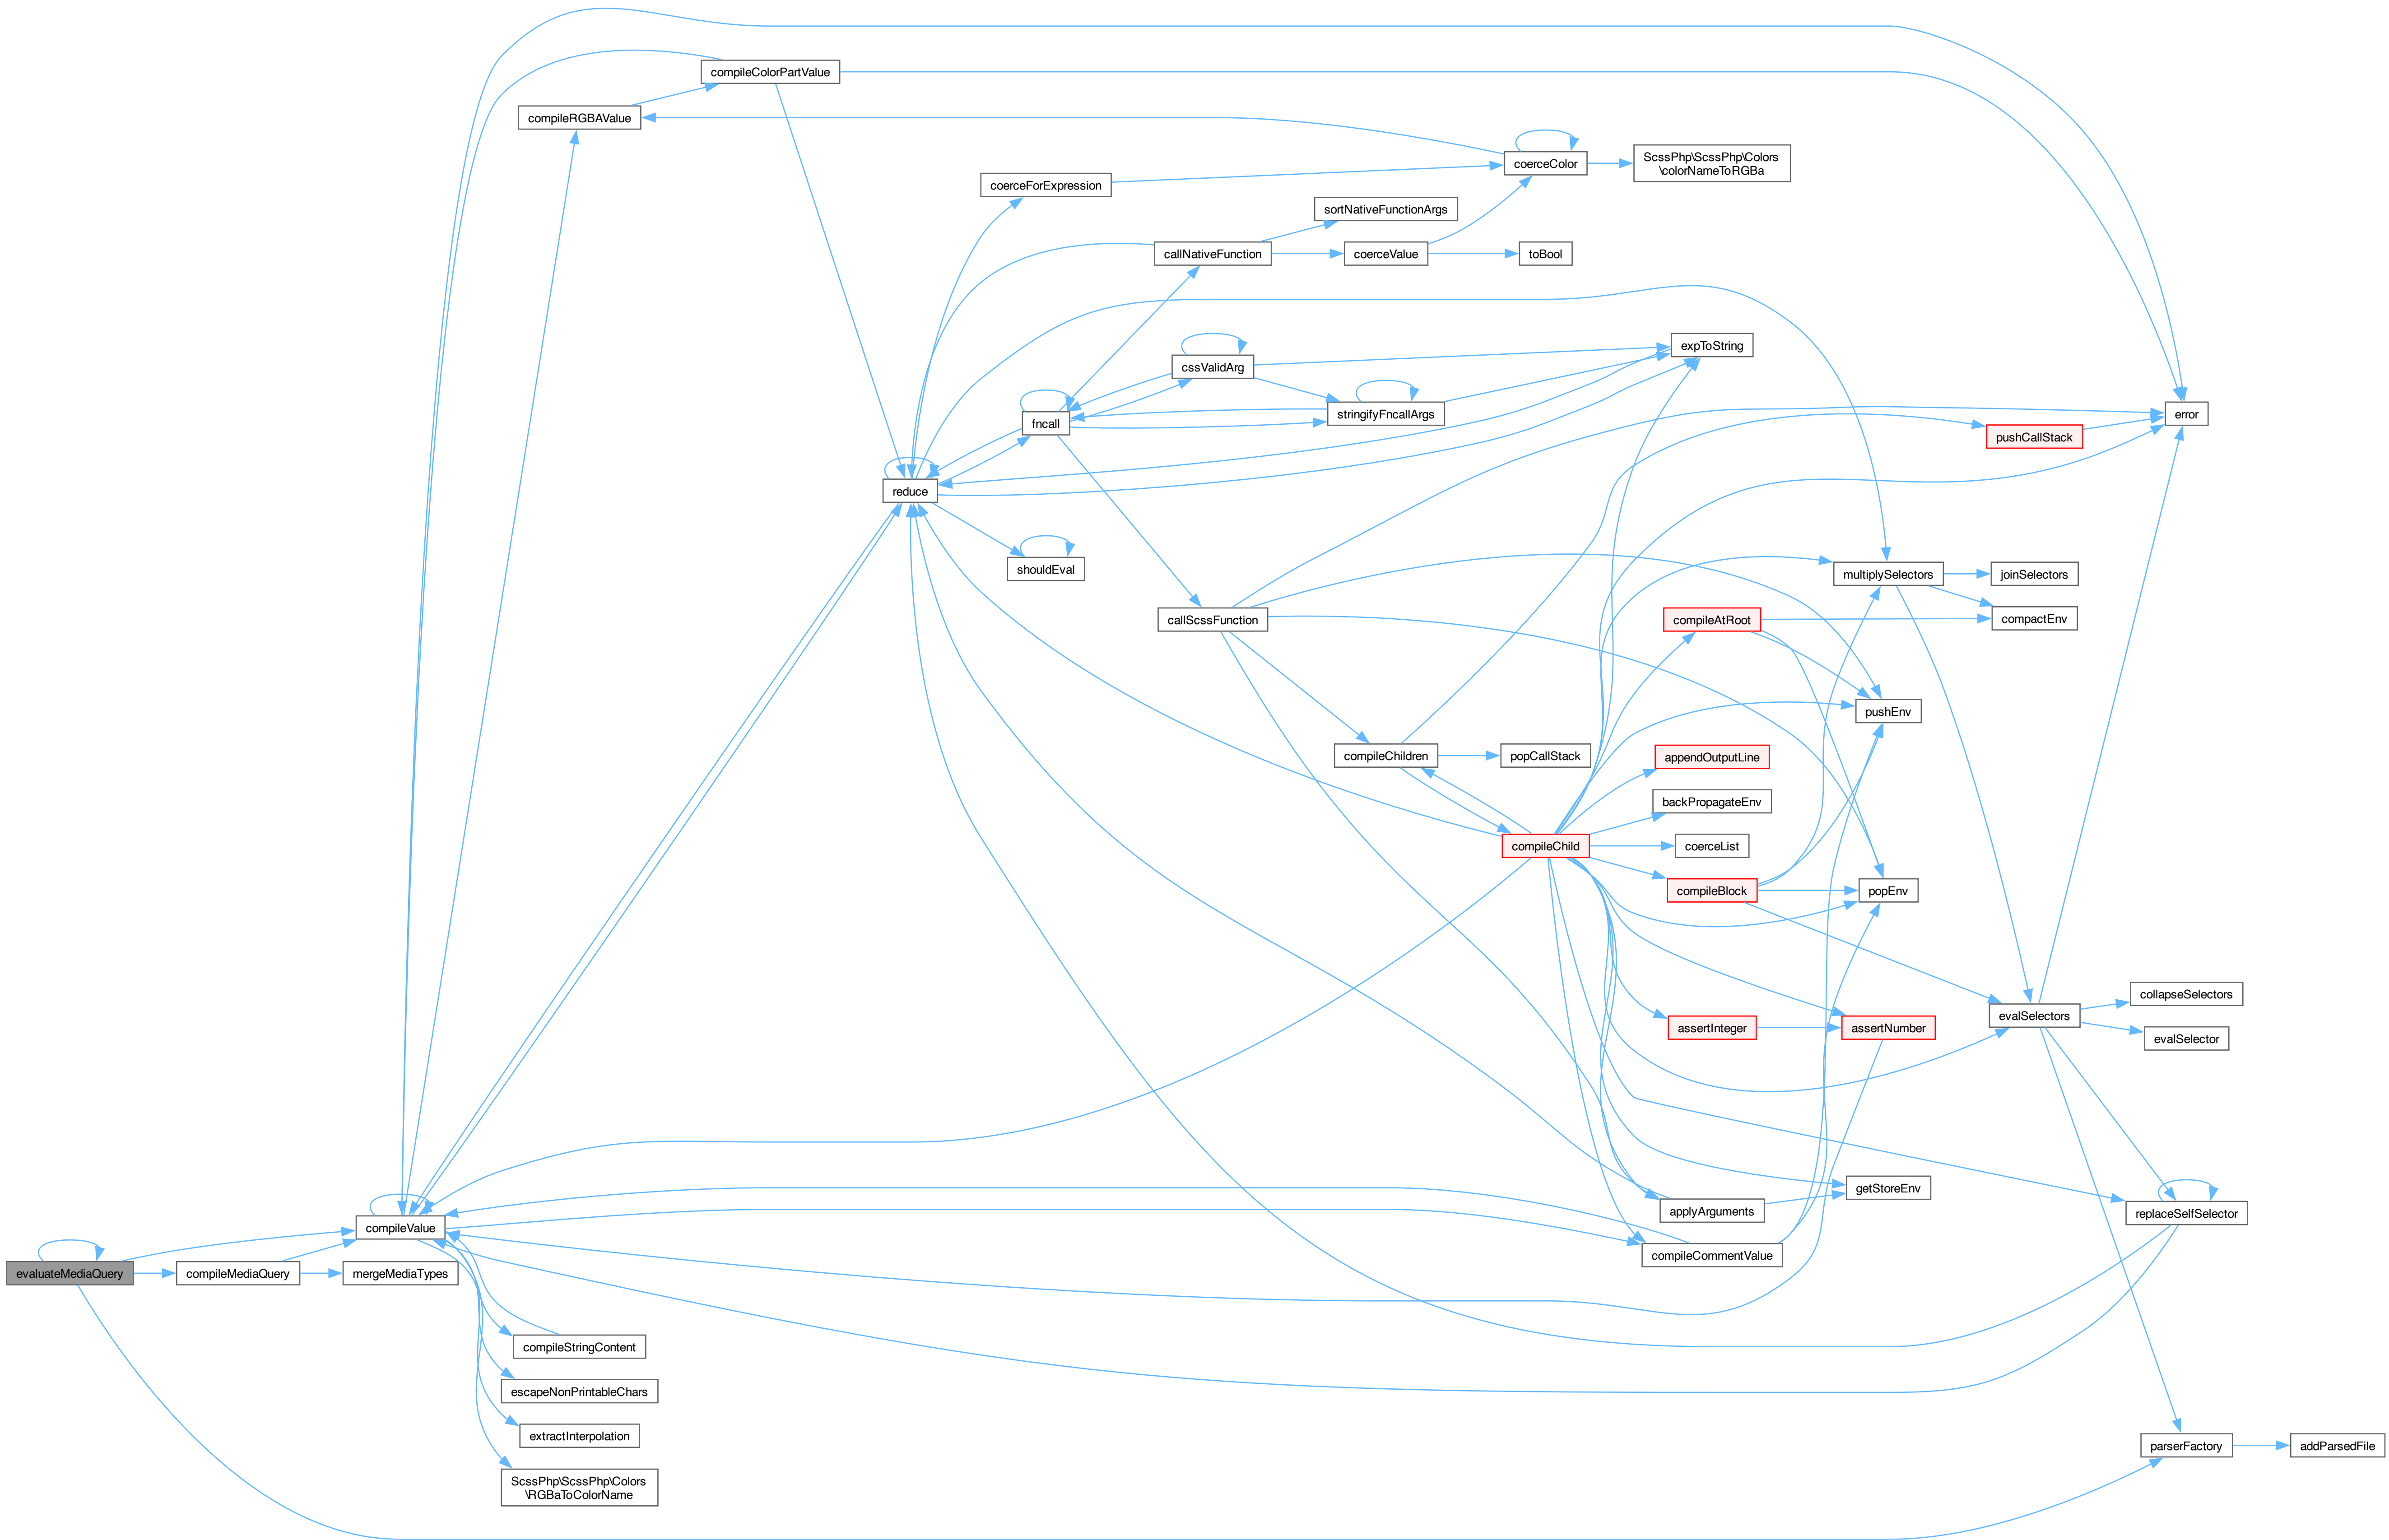 compileColorPartValue
compileRGBAValue
coerceColor
ScssPhp\ScssPhp\Colors
\colorNameToRGBa
coerceForExpression
sortNativeFunctionArgs
callNativeFunction
coerceValue
toBool
expToString
cssValidArg
stringifyFncallArgs
error
fncall
pushCallStack
reduce
shouldEval
multiplySelectors
joinSelectors
callScssFunction
compileAtRoot
compactEnv
pushEnv
compileChildren
popCallStack
appendOutputLine
backPropagateEnv
compileChild
coerceList
compileBlock
popEnv
collapseSelectors
evalSelectors
assertInteger
assertNumber
evalSelector
getStoreEnv
applyArguments
replaceSelfSelector
compileValue
compileCommentValue
evaluateMediaQuery
compileMediaQuery
mergeMediaTypes
compileStringContent
escapeNonPrintableChars
extractInterpolation
parserFactory
addParsedFile
ScssPhp\ScssPhp\Colors
\RGBaToColorName